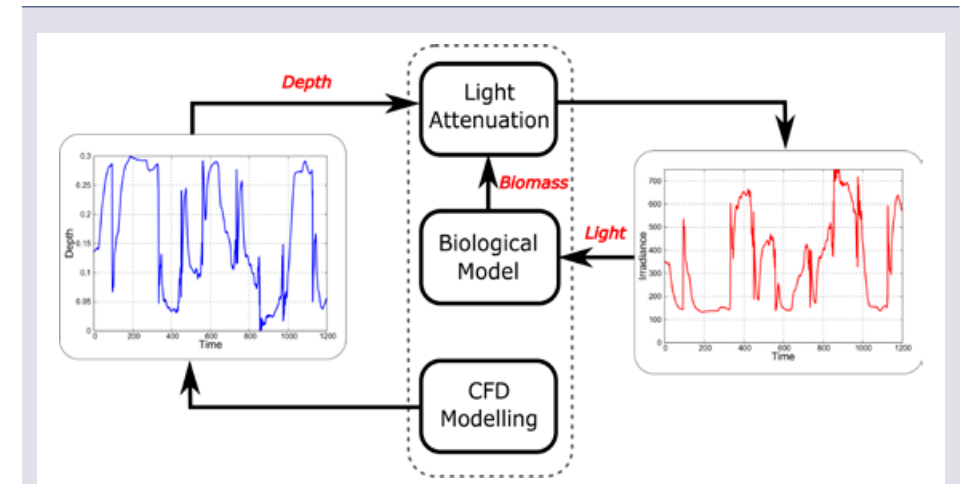 Depth
Light
Attenuation
Biomass
Biological
Model
Light
CFD
Modelling
0.3
0.25
0.2
0.15
0.1
0.05
0
Depth
0
200
400
600
800
1000
1200
Time
700
600
500
400
300
200
100
0
Irradiance
0
200
400
600
800
1000
1200
Time